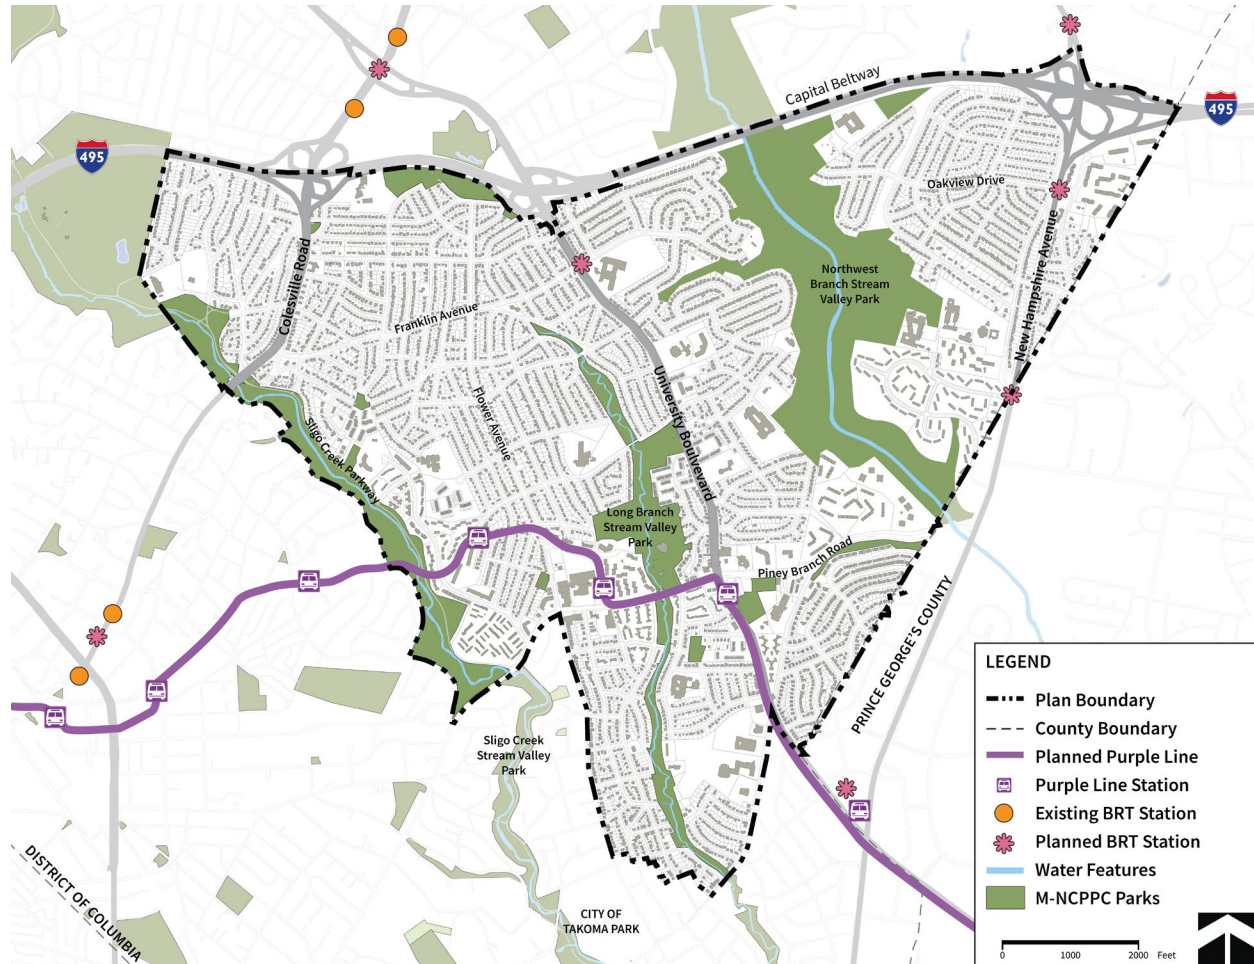 Capital Beltway
495
495
Oakview Drive
New Hampshire Avenue
Colesville Road
Northwest
Branch Stream
Valley Park
Franklin Avenue
Flower Avenue
University Boulvevard
Sligo Creek Parkway
Long Branch
Stream Valley
Park
Piney Branch Road
PRINCE GEORGE'S COUNTY
Sligo Creek
Stream Valley
Park
DISTRICT OF COLUMBIA
CITY OF
TAKOMA PARK
LEGEND
Plan Boundary
County Boundary
Planned Purple Line
Purple Line Station
Existing BRT Station
Planned BRT Station
Water Features
M-NCPPC Parks
0 1000 2000 Feet